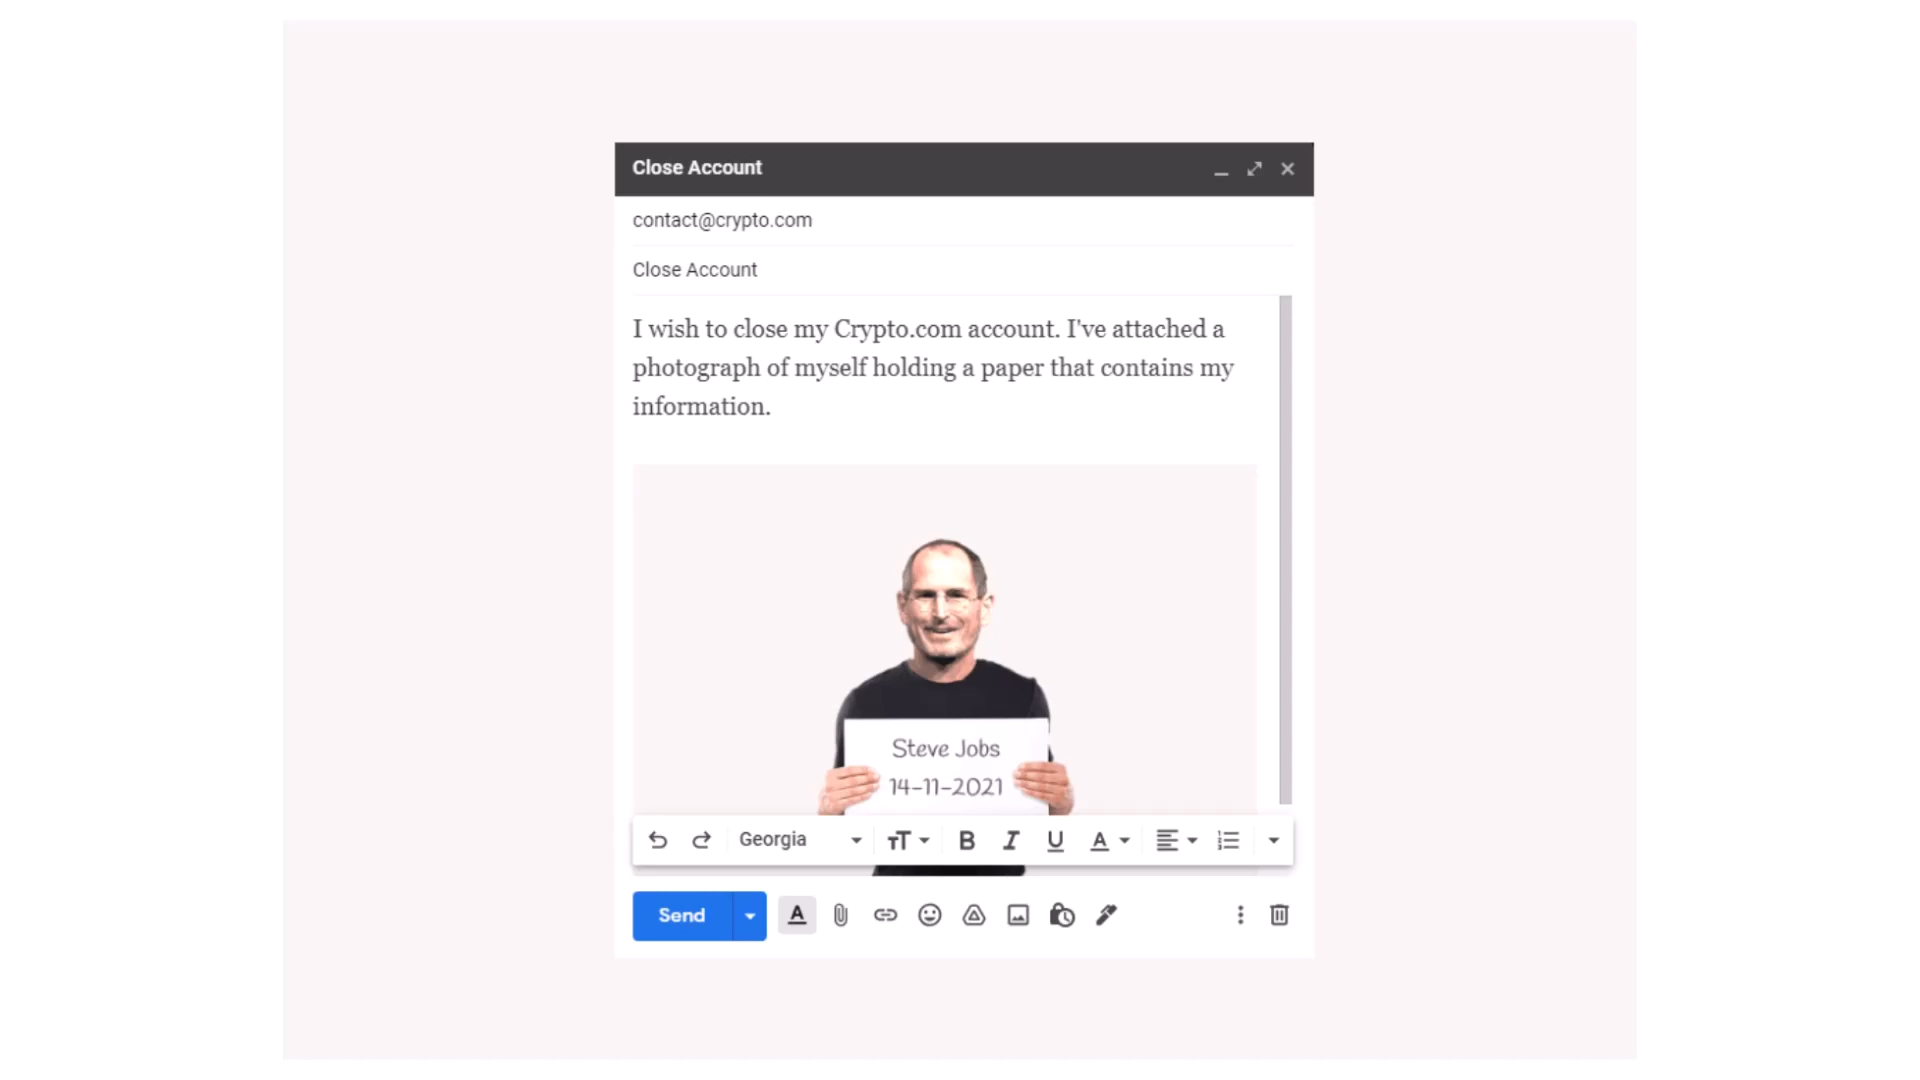 Close Account
contact@crypto.com
Close Account
I wish to close my Crypto.com account. I've attached a
photograph of myself holding a paper that contains my
information.
Steve Jobs
14-11-2021
Georgia
Send